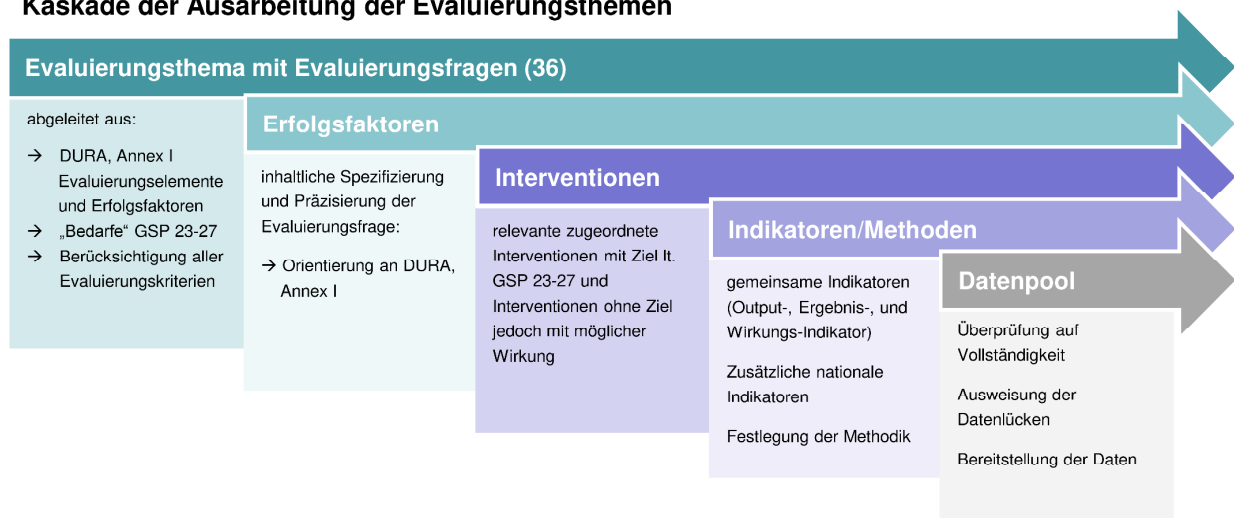 Kaskade der Ausarbeitung der Evaluierungsthemen
Evaluierungsthema mit Evaluierungsfragen (36)
abgeleitet aus:
→ DURA, Annex I
Evaluierungselemente
und Erfolgsfaktoren
→ „Bedarfe“ GSP 23-27
→ Berücksichtigung aller
Evaluierungskriterien
Erfolgsfaktoren
inhaltliche Spezifizierung
und Präzisierung der
Evaluierungsfrage:
→ Orientierung an DURA,
Annex I
Interventionen
relevante zugeordnete
Interventionen mit Ziel lt.
GSP 23-27 und
Interventionen ohne Ziel
jedoch mit möglicher
Wirkung
Indikatoren/Methoden
gemeinsame Indikatoren
(Output-, Ergebnis-, und
Wirkungs-Indikator)
Zusätzliche nationale
Indikatoren
Festlegung der Methodik
Datenpool
Überprüfung auf
Vollständigkeit
Ausweisung der
Datenlücken
Bereitstellung der Daten